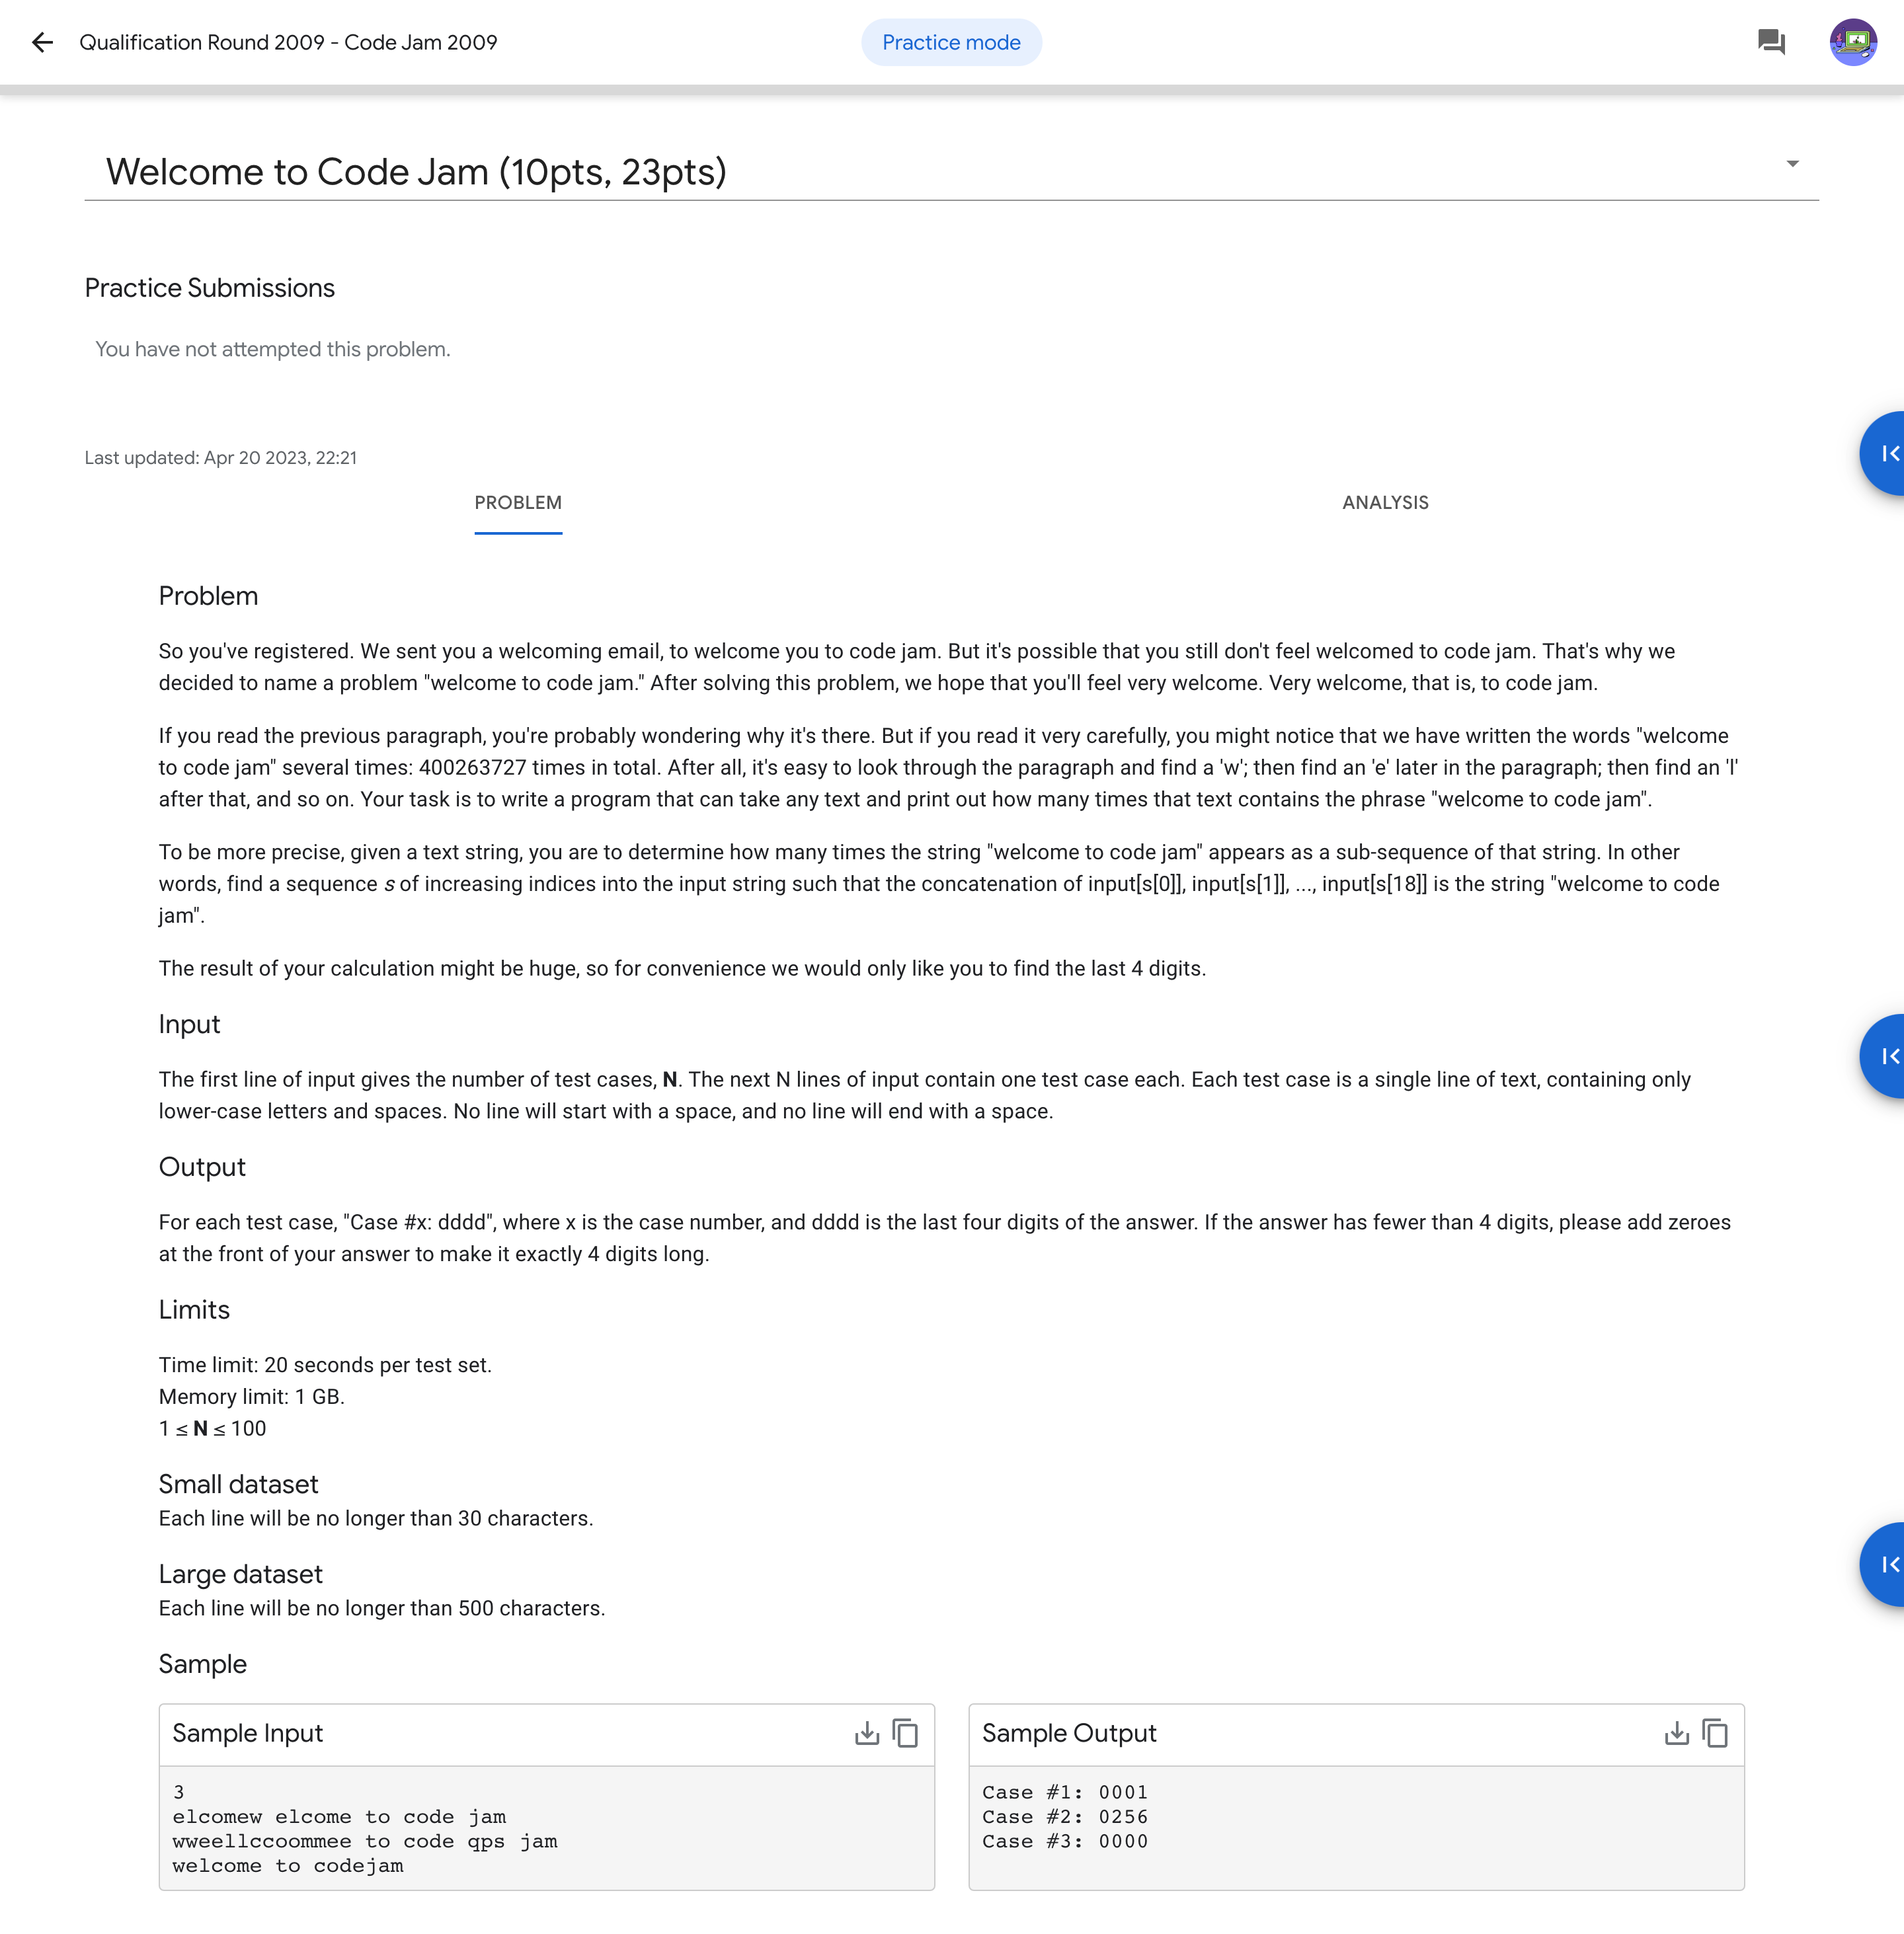 Qualification Round 2009 - Code Jam 2009
Practice mode
Welcome to Code Jam (10pts, 23pts)
Practice Submissions
You have not attempted this problem.
Last updated: Apr 20 2023, 22:21
PROBLEM
ANALYSIS
Problem
So you've registered. We sent you a welcoming email, to welcome you to code jam. But it's possible that you still don't feel welcomed to code jam. That's why we
decided to name a problem "welcome to code jam." After solving this problem, we hope that you'll feel very welcome. Very welcome, that is, to code jam.
If you read the previous paragraph, you're probably wondering why it's there. But if you read it very carefully, you might notice that we have written the words "welcome
to code jam" several times: 400263727 times in total. After all, it's easy to look through the paragraph and find a 'w'; then find an 'e' later in the paragraph; then find an 'l'
after that, and so on. Your task is to write a program that can take any text and print out how many times that text contains the phrase "welcome to code jam".
To be more precise, given a text string, you are to determine how many times the string "welcome to code jam" appears as a sub-sequence of that string. In other
words, find a sequence s of increasing indices into the input string such that the concatenation of input[s[0]], input[s[1]], ..., input[s[18]] is the string "welcome to code
jam".
The result of your calculation might be huge, so for convenience we would only like you to find the last 4 digits.
Input
The first line of input gives the number of test cases, N. The next N lines of input contain one test case each. Each test case is a single line of text, containing only
lower-case letters and spaces. No line will start with a space, and no line will end with a space.
Output
For each test case, "Case #x: dddd", where x is the case number, and dddd is the last four digits of the answer. If the answer has fewer than 4 digits, please add zeroes
at the front of your answer to make it exactly 4 digits long.
Limits
Time limit: 20 seconds per test set.
Memory limit: 1 GB.
1 ≤ N ≤ 100
Small dataset
Each line will be no longer than 30 characters.
Large dataset
Each line will be no longer than 500 characters.
Sample
Sample Input
3
elcomew elcome to code jam
wweellccoommee to code qps jam
welcome to codejam
Sample Output
Case #1: 0001
Case #2: 0256
Case #3: 0000